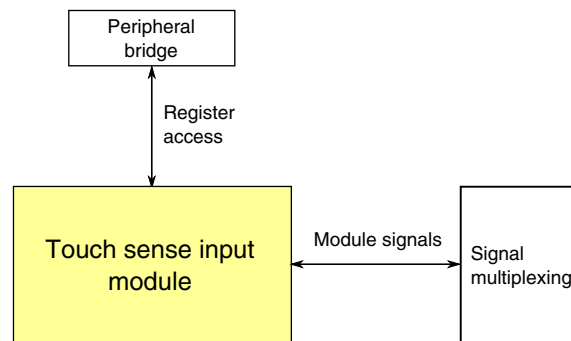 Peripheral
bridge
Register
access
Touch sense input
module
Module signals
Signal
multiplexing